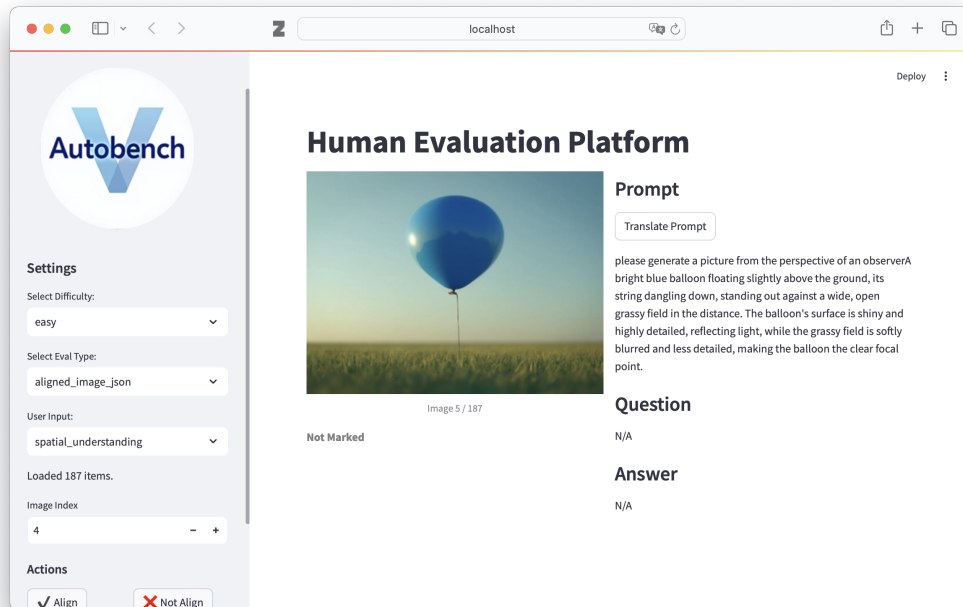 localhost
Deploy
Autobench
Settings
Select Difficulty:
easy
Select Eval Type:
aligned_image_json
User Input:
spatial_understanding
Loaded 187 items.
Image Index
4
Actions
Align
Not Align
Human Evaluation Platform
Image 5 / 187
Not Marked
Prompt
Translate Prompt
please generate a picture from the perspective of an observerA
bright blue balloon floating slightly above the ground, its
string dangling down, standing out against a wide, open
grassy field in the distance. The balloon's surface is shiny and
highly detailed, reflecting light, while the grassy field is softly
blurred and less detailed, making the balloon the clear focal
point.
Question
N/A
Answer
N/A